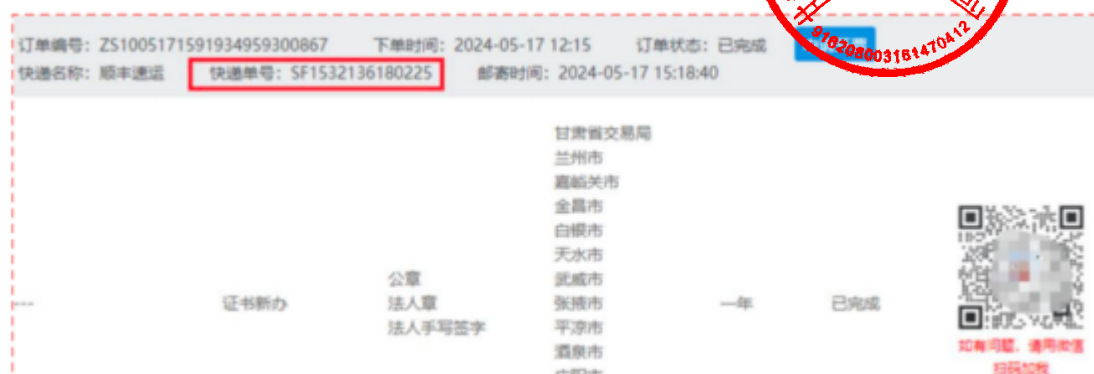 订单编号：ZS10051715919345959300867 下单时间：2024-05-17 12:15 订单状态：已完成
快递名称：顺丰速运 快递单号：SF1532136180225 邮寄时间：2024-05-17 15:18:40
甘肃省交易局
兰州市
嘉峪关市
金昌市
白银市
天水市
公章
武威市
---
证书新办
法人章
张掖市
一年
已完成
法人手写签字
平凉市
酒泉市
如有问题，请用微信
扫码加我